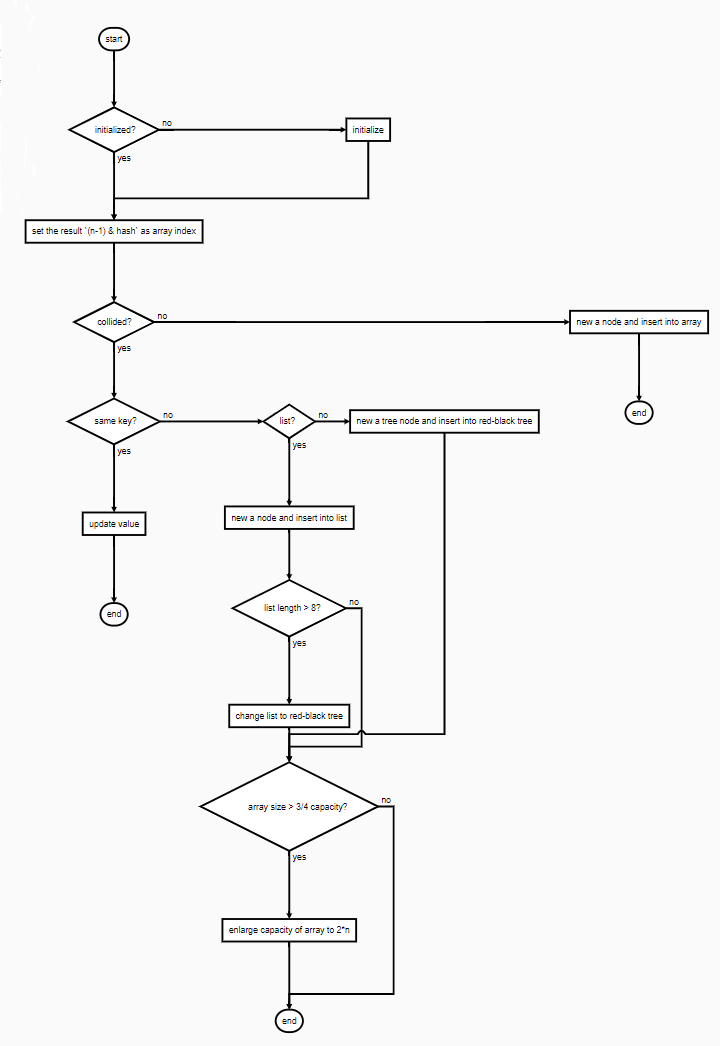 start
initialized?
no
initialize
yes
set the result `(n-1) & hash` as array index
collided?
no
new a node and insert into array
yes
end
same key?
no
list?
no
new a tree node and insert into red-black tree
yes
yes
update value
new a node and insert into list
end
list length > 8?
no
yes
change list to red-black tree
array size > 3/4 capacity?
no
yes
enlarge capacity of array to 2*n
end